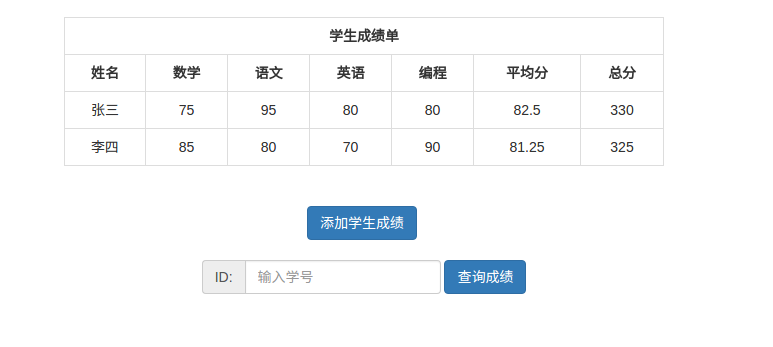 学生成绩单
姓名 数学 语文 英语 编程 平均分 总分
张三 75 95 80 80 82.5 330
李四 85 80 70 90 81.25 325
添加学生成绩
ID: 输入学号 查询成绩